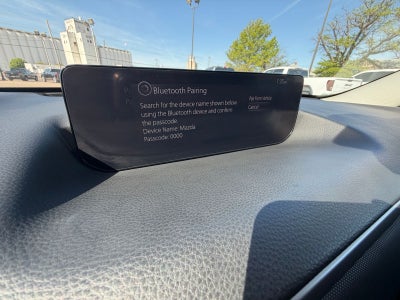 Bluetooth Pairing
Search for the device name shown below
using the Bluetooth device and confirm
the passcode.
Device Name: Mazda
Passcode: 0000
Cancel